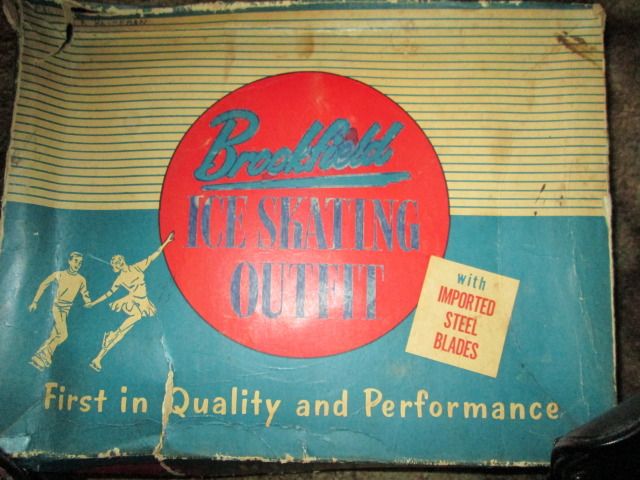 Brookfield
ICE SKATING
OUTFIT
with
IMPORTED
STEEL
BLADES
First in Quality and Performance